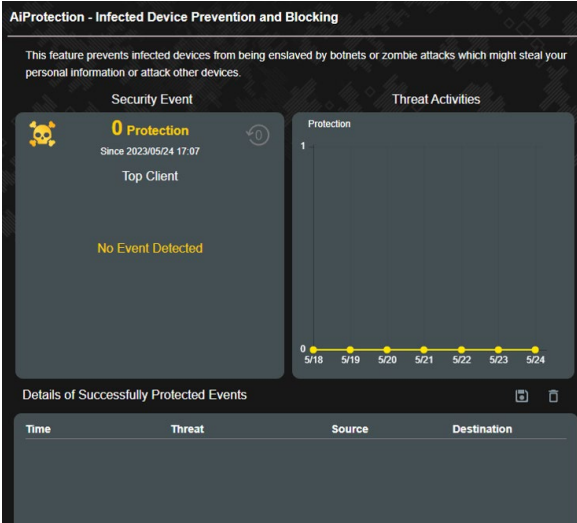 AiProtection - Infected Device Prevention and Blocking
This feature prevents infected devices from being enslaved by botnets or zombie attacks which might steal your
personal information or attack other devices.
Security Event
0 Protection
0
Since 2023/05/24 17:07
Top Client
No Event Detected
Threat Activities
Protection
1
0
5/18 5/19 5/20 5/21 5/22 5/23 5/24
Details of Successfully Protected Events
Time Threat Source Destination